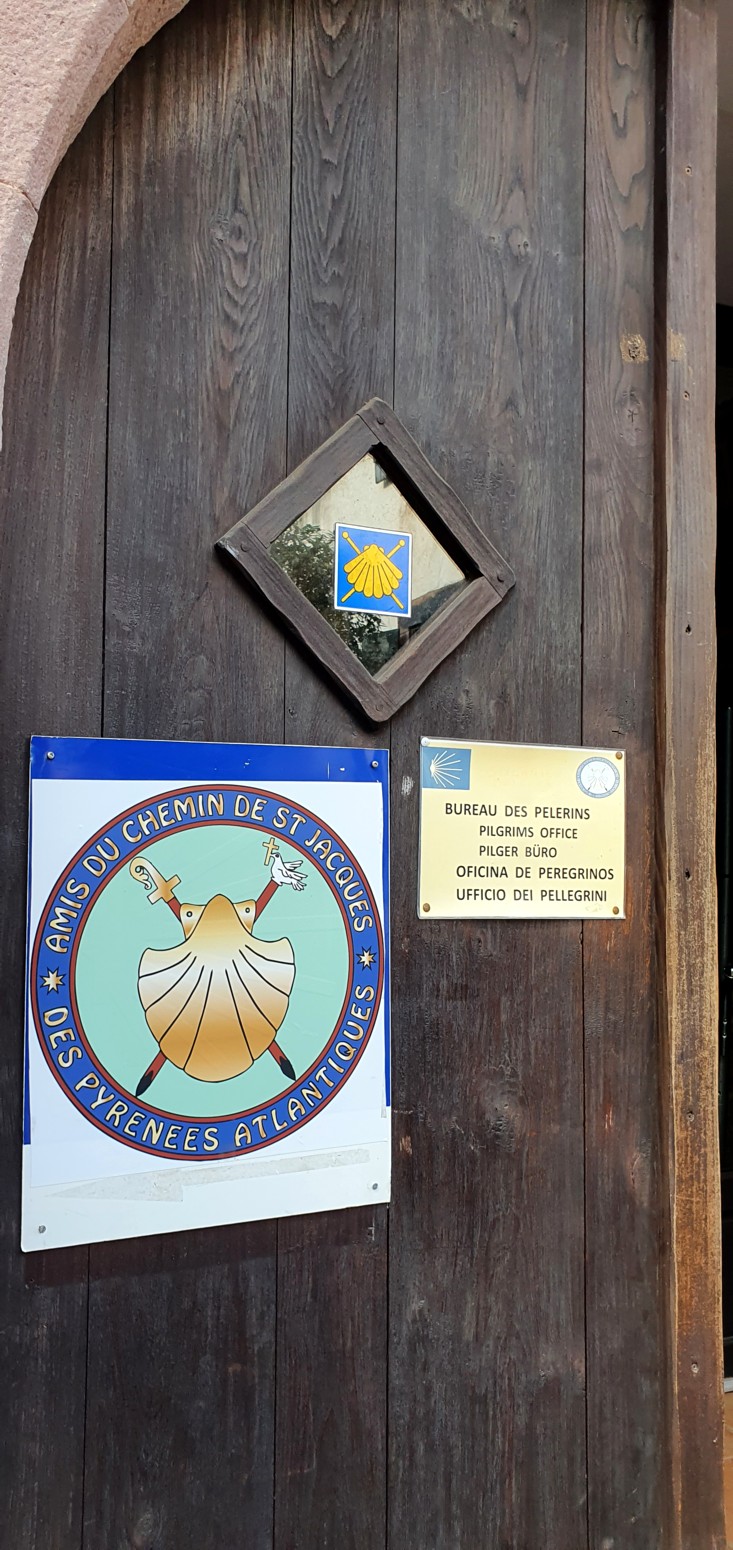 AMIS DU CHEMIN DE ST JACQUES
DES PYRENEES ATLANTIQUES
BUREAU DES PELERINS
PILGRIMS OFFICE
PILGER BÜRO
OFICINA DE PEREGRINOS
UFFICIO DEI PELLEGRINI